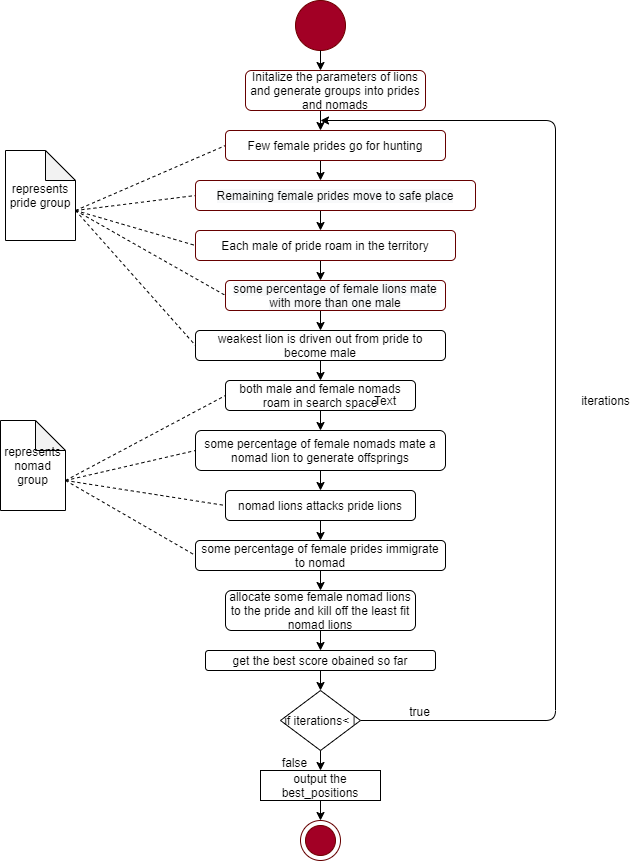 Initalize the parameters of lions
and generate groups into prides
and nomads
Few female prides go for hunting
represents
pride group
Remaining female prides move to safe place
Each male of pride roam in the territory
some percentage of female lions mate
with more than one male
weakest lion is driven out from pride to
become male
both male and female nomads
roam in search space
Text
iterations
represents
nomad
group
some percentage of female nomads mate a
nomad lion to generate offsprings
nomad lions attacks pride lions
some percentage of female prides immigrate
to nomad
allocate some female nomad lions
to the pride and kill off the least fit
nomad lions
get the best score obained so far
if iterations< I
true
false
output the
best_positions